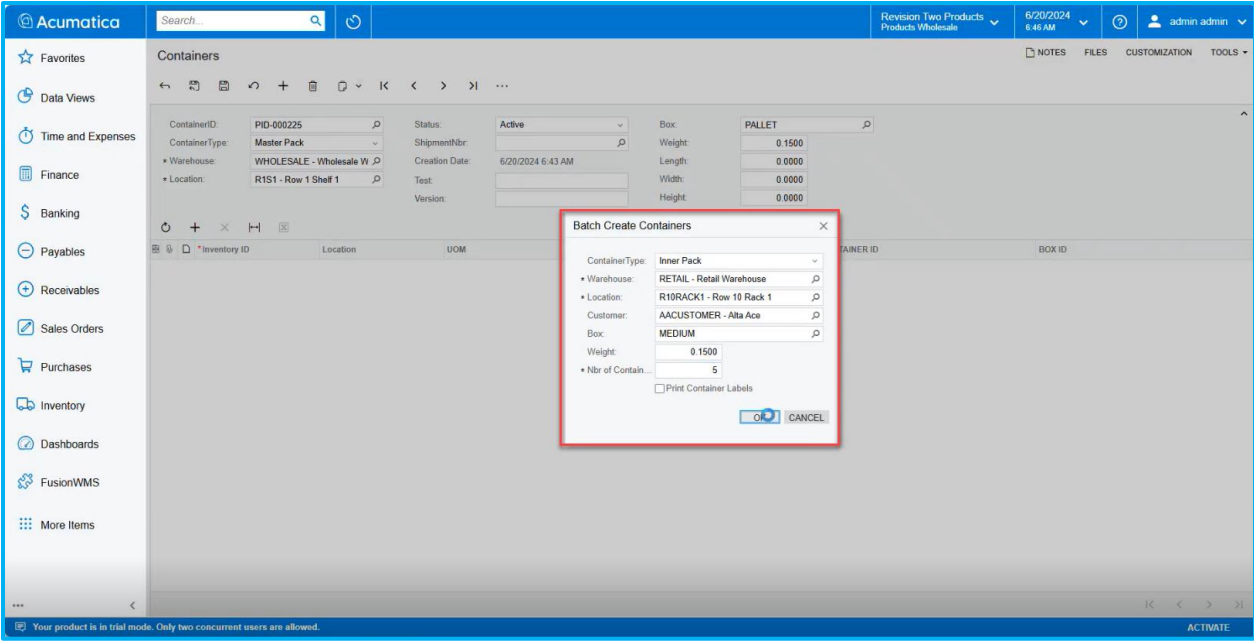 Acumatica
Search...
Revision Two Products
Products Wholesale
6/20/2024
6:46 AM
admin admin
Favorites
Data Views
Time and Expenses
Finance
Banking
Payables
Receivables
Sales Orders
Purchases
Inventory
Dashboards
FusionWMS
More Items
Containers
NOTES FILES CUSTOMIZATION TOOLS
ContainerID: PID-000225 Status: Active Box: PALLET
ContainerType: Master Pack ShipmentNbr: Weight: 0.1500
* Warehouse: WHOLESALE - Wholesale W Creation Date: 6/20/2024 6:43 AM Length: 0.0000
* Location: R1S1 - Row 1 Shelf 1 Test: Width: 0.0000
Version: Height: 0.0000
* Inventory ID Location UOM TAINER ID BOX ID
Batch Create Containers
ContainerType: Inner Pack
* Warehouse: RETAIL - Retail Warehouse
* Location: R10RACK1 - Row 10 Rack 1
Customer: AACUSTOMER - Alta Ace
Box: MEDIUM
Weight: 0.1500
* Nbr of Contain... 5
Print Container Labels
CANCEL
Your product is in trial mode. Only two concurrent users are allowed.
ACTIVATE